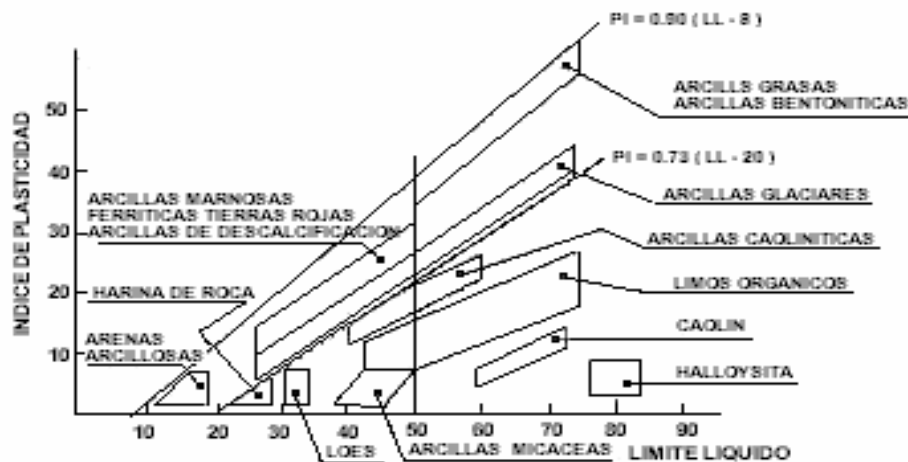 PI = 0.90 ( LL - 8 )
ARCILLS GRASAS
ARCILLAS BENTONITICAS
PI = 0.73 ( LL - 20 )
ARCILLAS GLACIARES
ARCILLAS CAOLINITICAS
LIMOS ORGANICOS
CAOLIN
HALLOYSITA
ARCILLAS MARNOSAS
FERRITICAS TIERRAS ROJAS
ARCILLAS DE DESCALCIFICACION
HARINA DE ROCA
ARENAS
ARCILLOSAS
INDICE DE PLASTICIDAD
50
40
30
20
10
10 20 30 40 50 60 70 80 90
LOES
ARCILLAS MICACEAS
LIMITE LIQUIDO